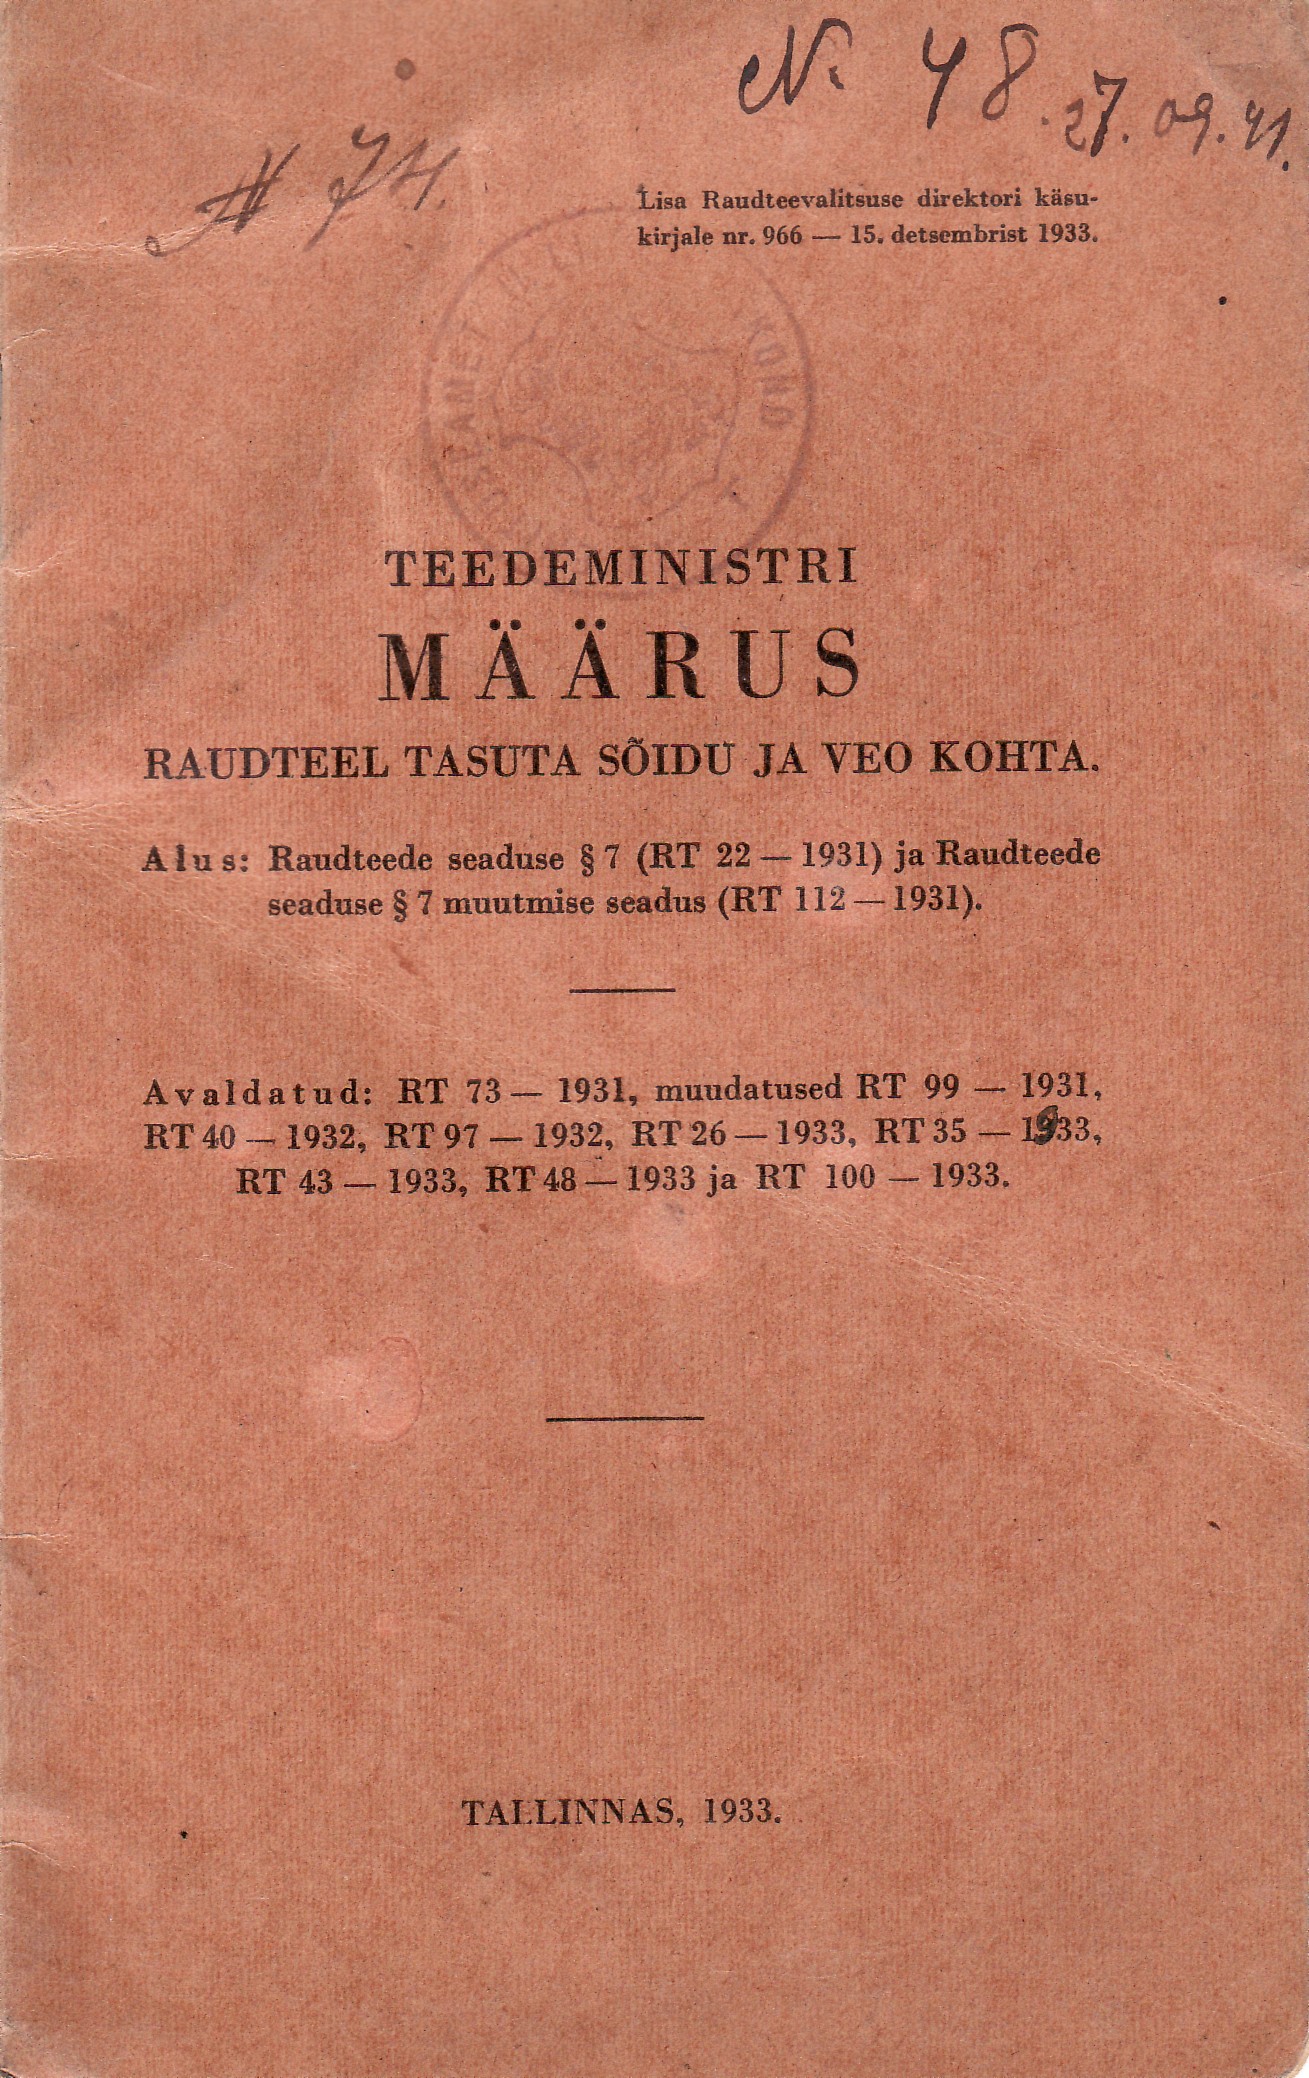 № 48. 27. 09. 41.
№ 74.
Lisa Raudteevalitsuse direktori käsu-
kirjale nr. 966 — 15. detsembrist 1933.
KOND
TEEDEMINISTRI
MÄÄRUS
RAUDTEEL TASUTA SÕIDU JA VEO KOHTA.
Alus: Raudteede seaduse § 7 (RT 22 — 1931) ja Raudteede
seaduse § 7 muutmise seadus (RT 112 — 1931).
Avaldatud: RT 73 — 1931, muudatused RT 99 — 1931,
RT 40 — 1932, RT 97 — 1932, RT 26 — 1933, RT 35 — 1933,
RT 43 — 1933, RT 48 — 1933 ja RT 100 — 1933.
TALLINNAS, 1933.